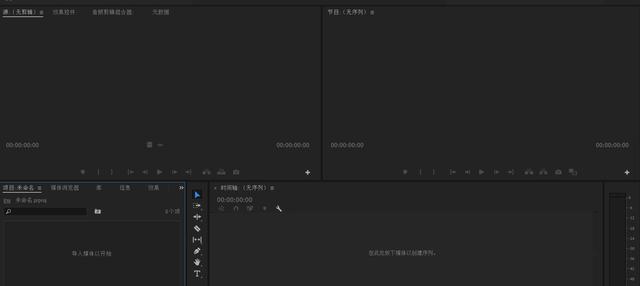 源:（无剪辑） 效果控件 音频剪辑混合器: 元数据
节目:（无序列）
00:00:00:00 00:00:00:00
00:00:00:00 00:00:00:00
项目:未命名 媒体浏览器 库 信息 效果
未命名.prproj
0个项
导入媒体以开始
× 时间轴:（无序列）
00:00:00:00
在此处放下媒体以创建序列。